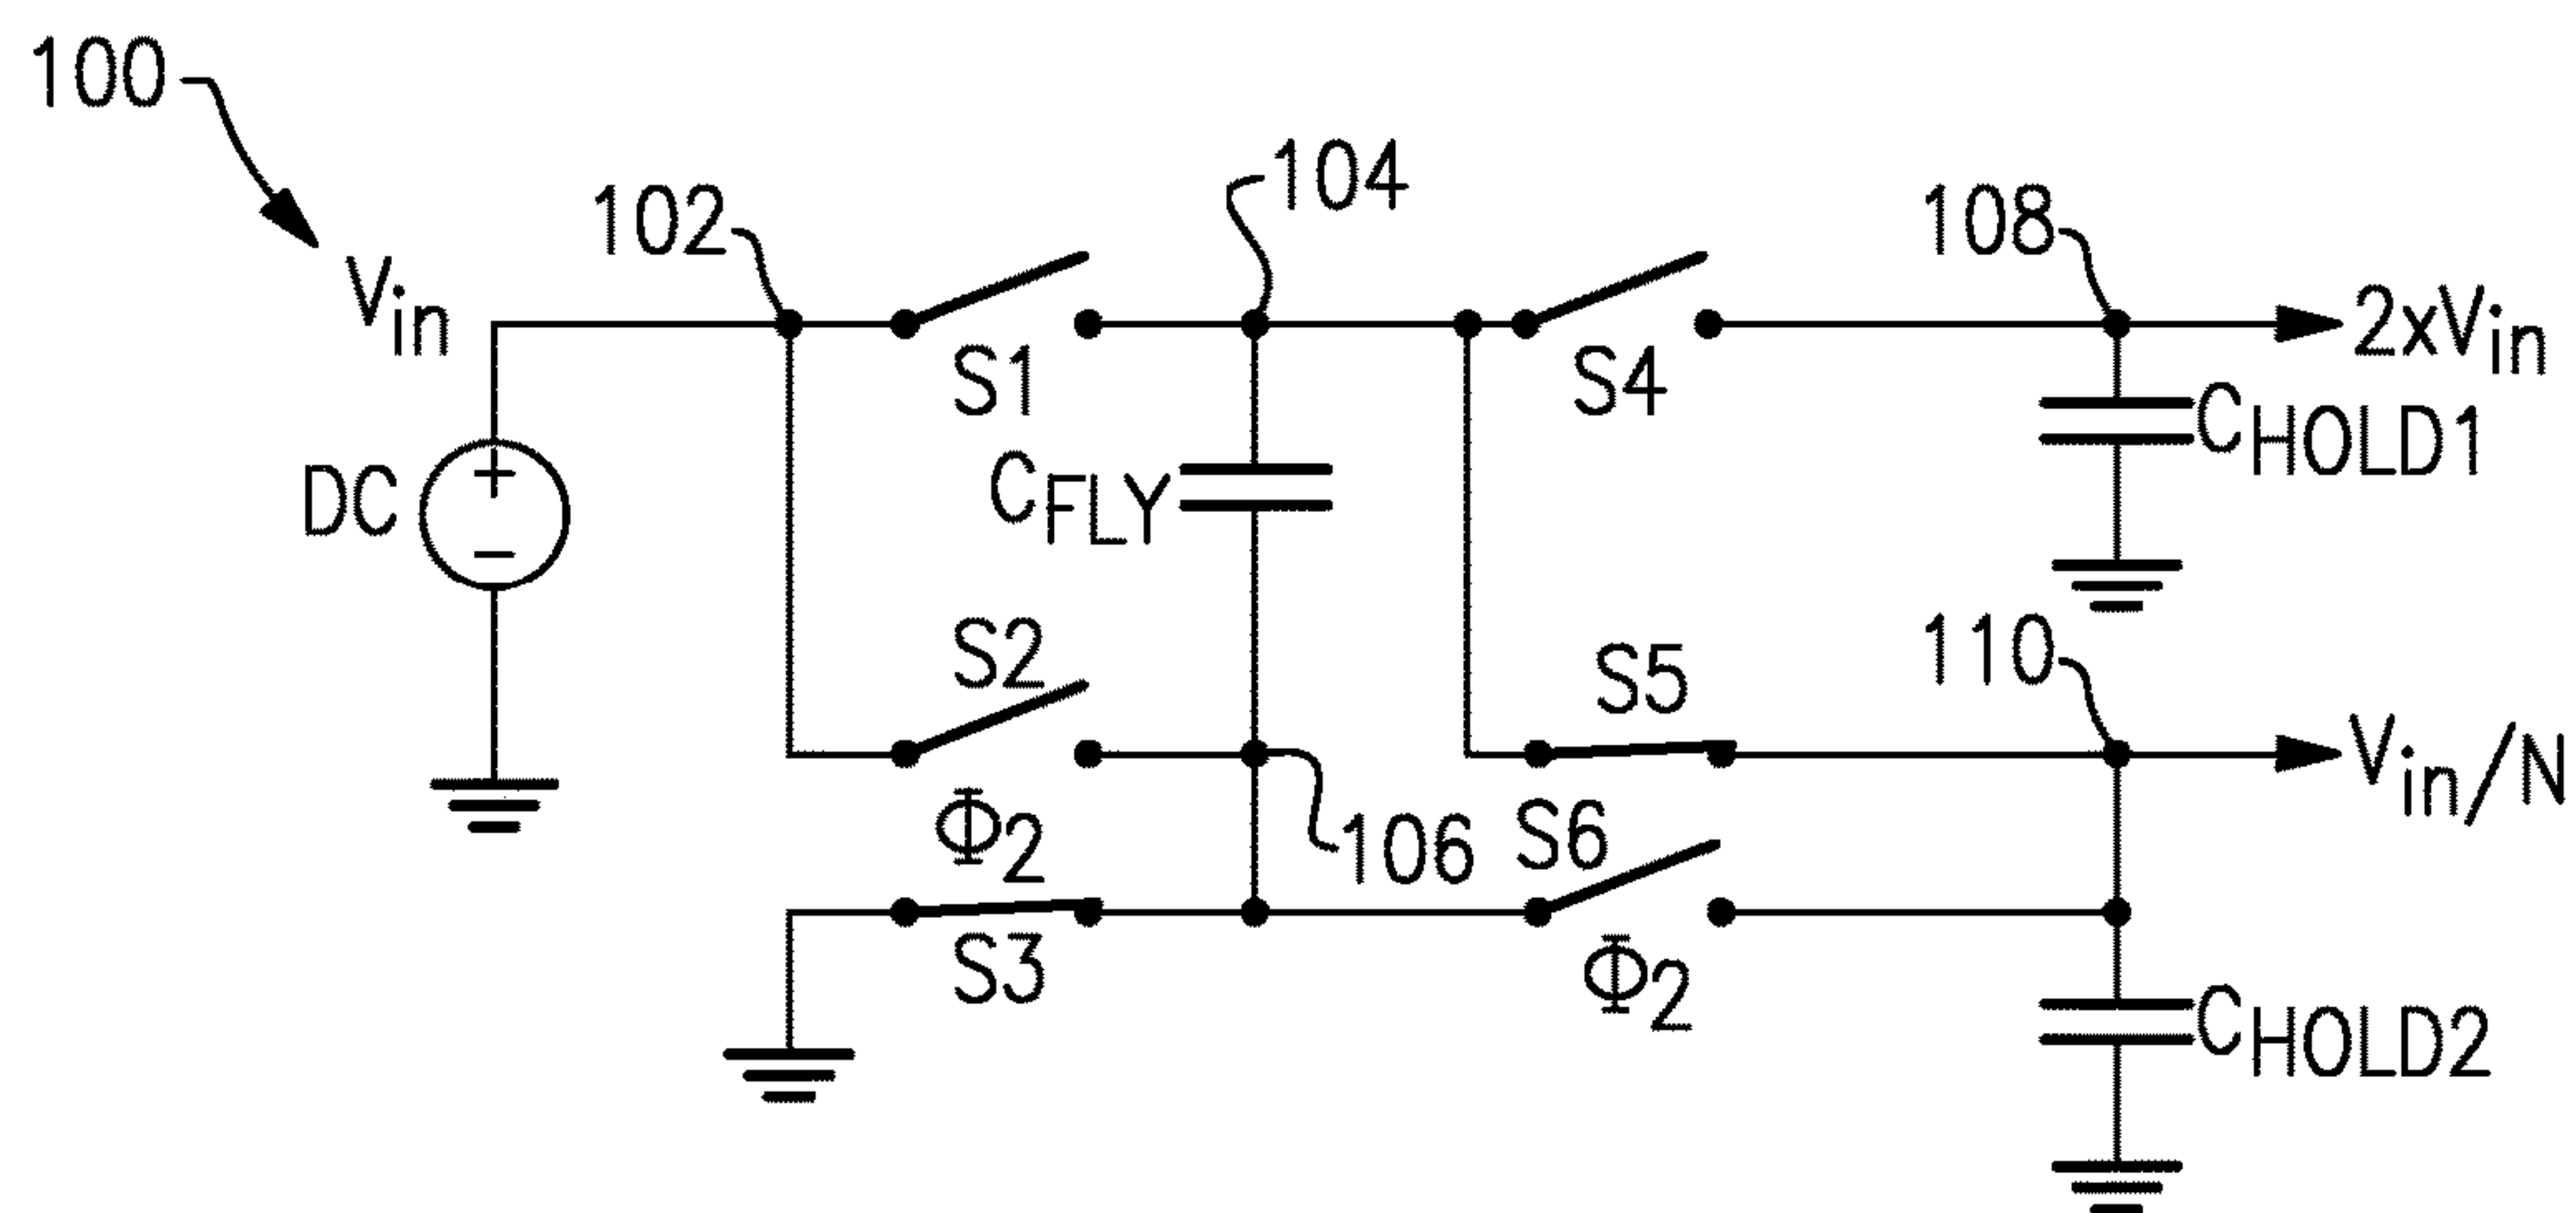 100
104
102
108
Vin
2xVin
S1
S4
CHOLD1
DC
+
CFLY
−
S2
S5
110
Vin/N
Φ2
106
S6
S3
Φ2
CHOLD2